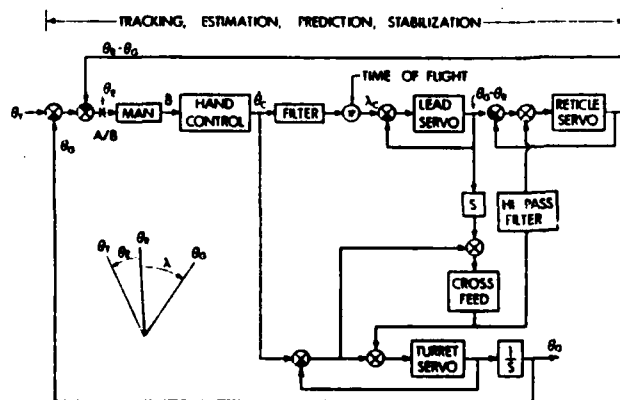 TRACKING, ESTIMATION, PREDICTION, STABILIZATION
θR-θG
TIME OF FLIGHT
θT
θE
A/B
MAN
HAND CONTROL
θ̇C
FILTER
π
λC
LEAD SERVO
θG-θR
RETICLE SERVO
θG
S
HI PASS FILTER
θT
θE
θR
λ
θG
CROSS FEED
TURRET SERVO
1/S
θG